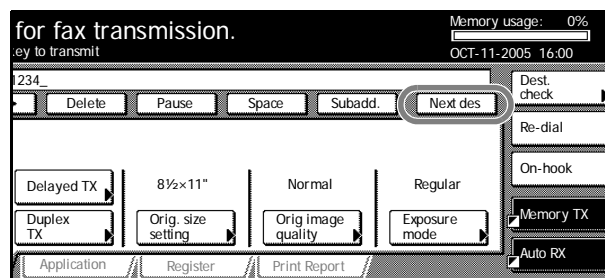 for fax transmission.
Memory usage: 0%
:ey to transmit
OCT-11-2005 16:00
1234_
Dest. check
Delete Pause Space Subadd. Next des
Re-dial
On-hook
Delayed TX 8½×11" Normal Regular
Duplex TX
Orig. size setting
Orig image quality
Exposure mode
Memory TX
Auto RX
Application Register Print Report